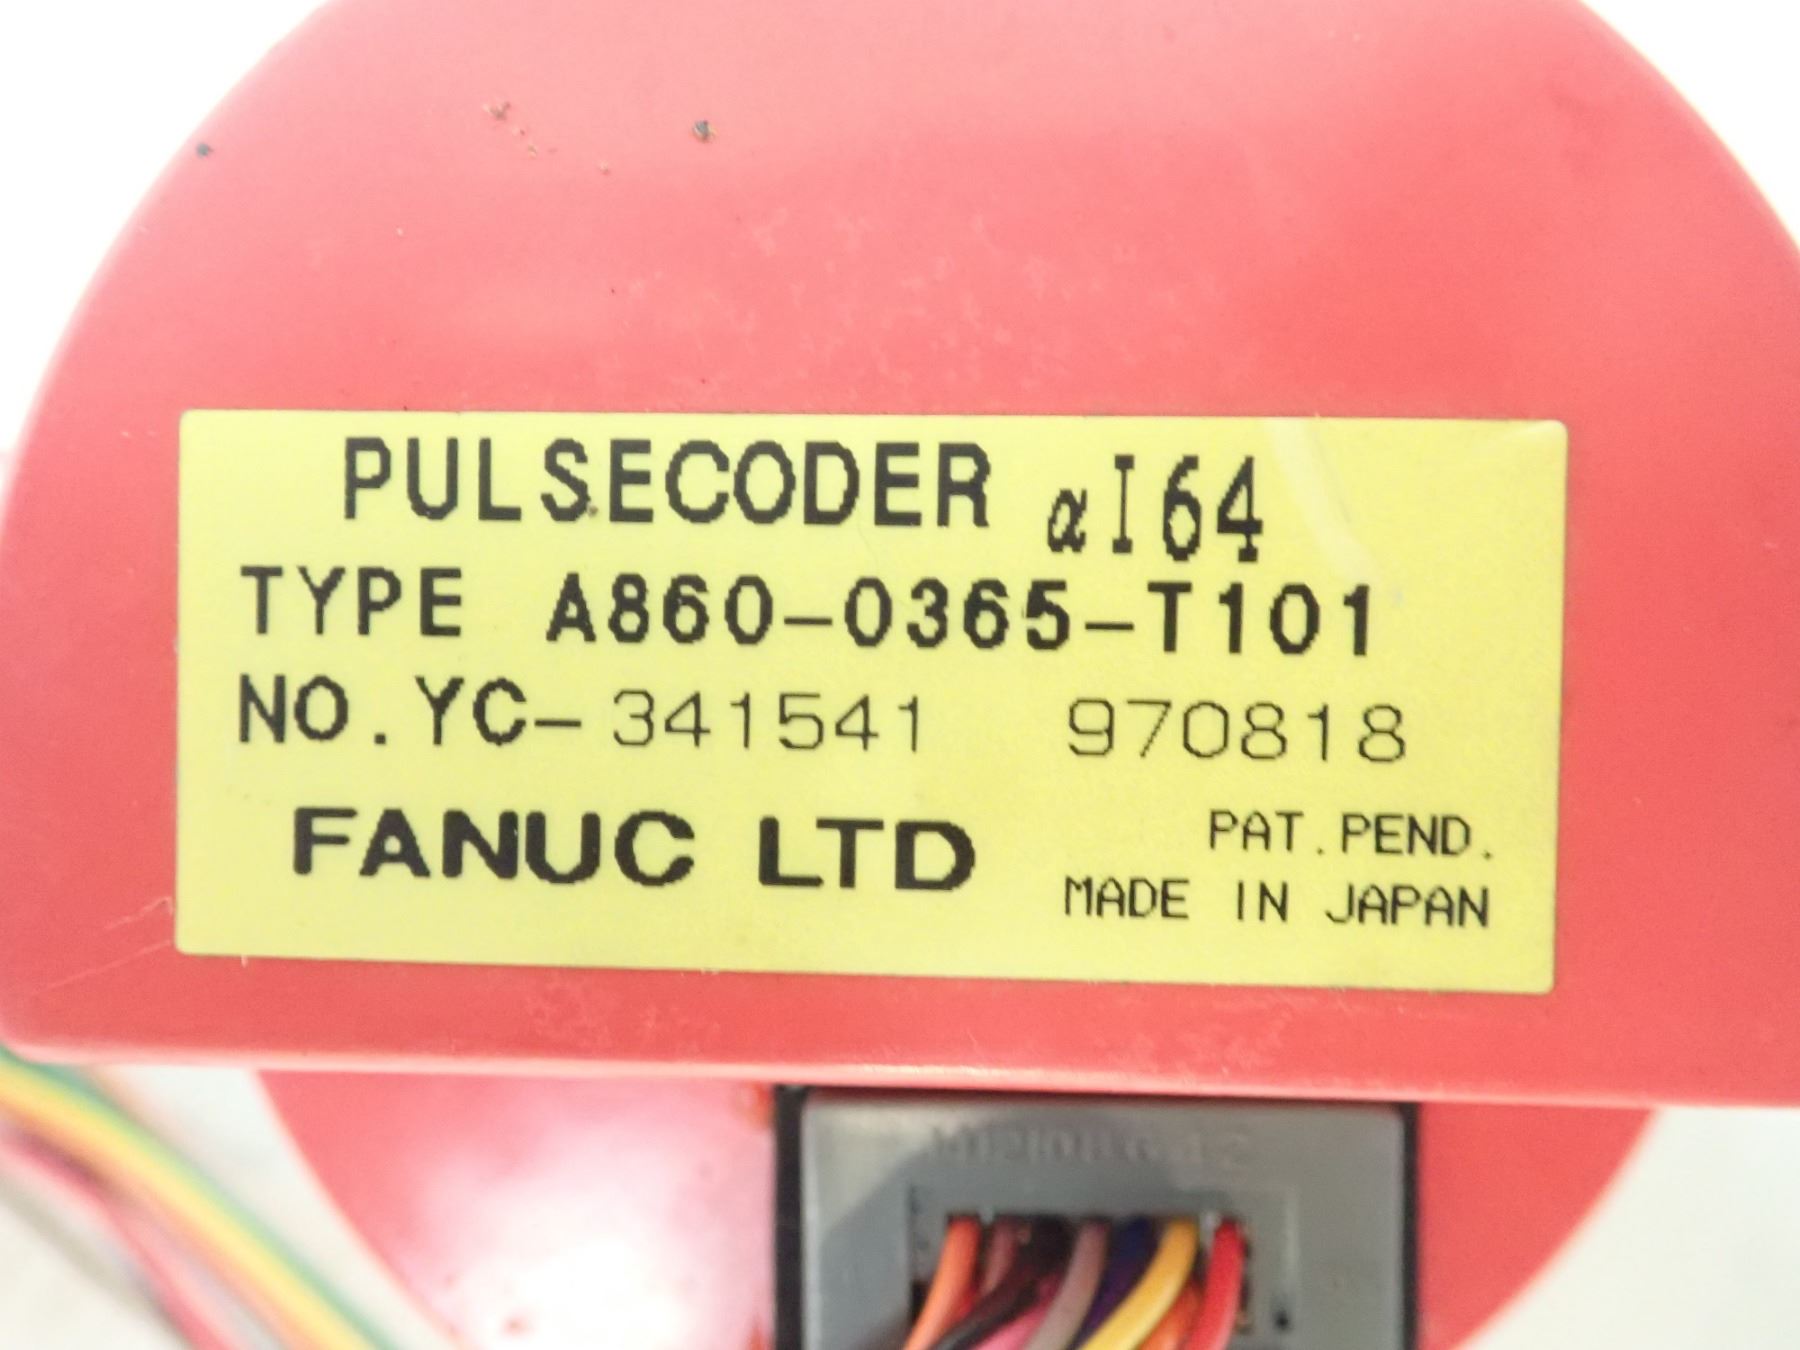 PULSECODER αI64
TYPE A860-0365-T101
NO.YC-341541 970818
FANUC LTD
PAT.PEND.
MADE IN JAPAN